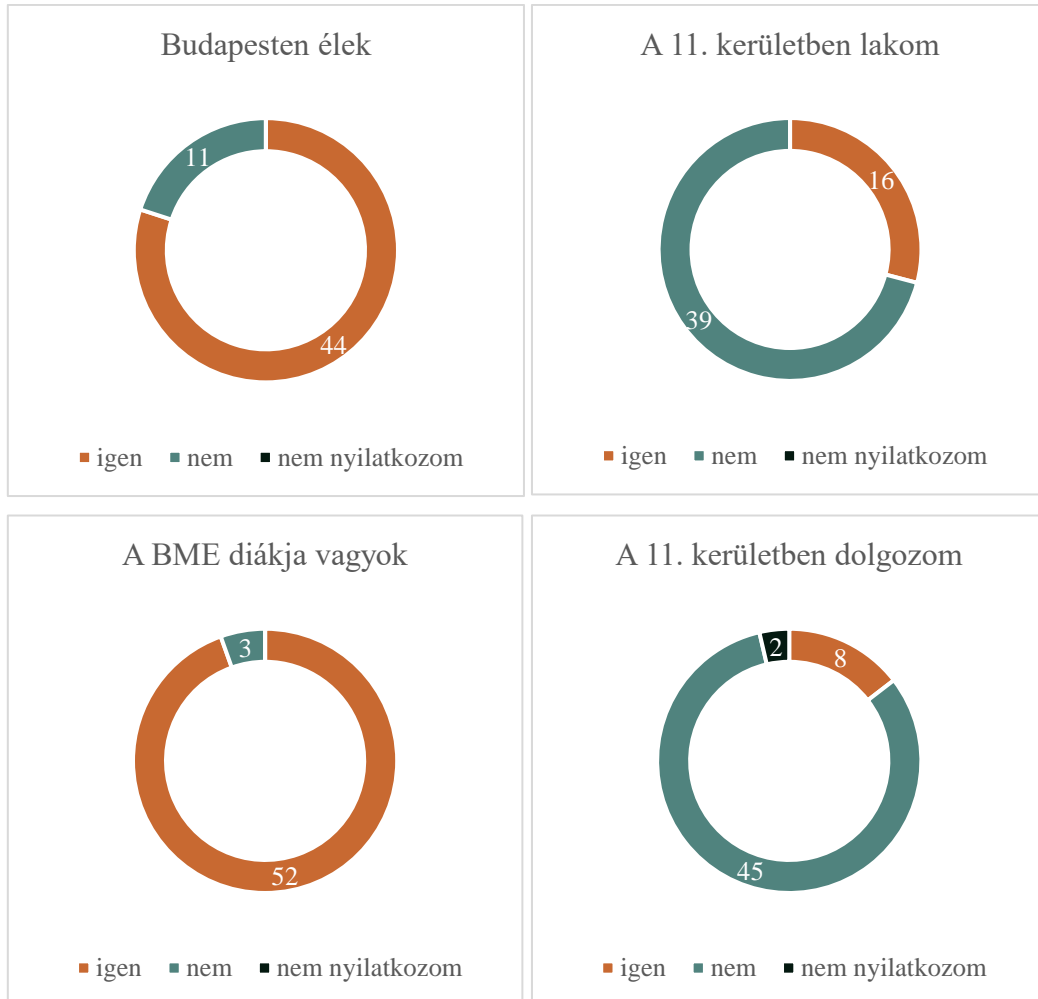 Budapesten élek
11
44
igen nem nem nyilatkozom
A 11. kerületben lakom
16
39
igen nem nem nyilatkozom
A BME diákja vagyok
3
52
igen nem nem nyilatkozom
A 11. kerületben dolgozom
2
8
45
igen nem nem nyilatkozom